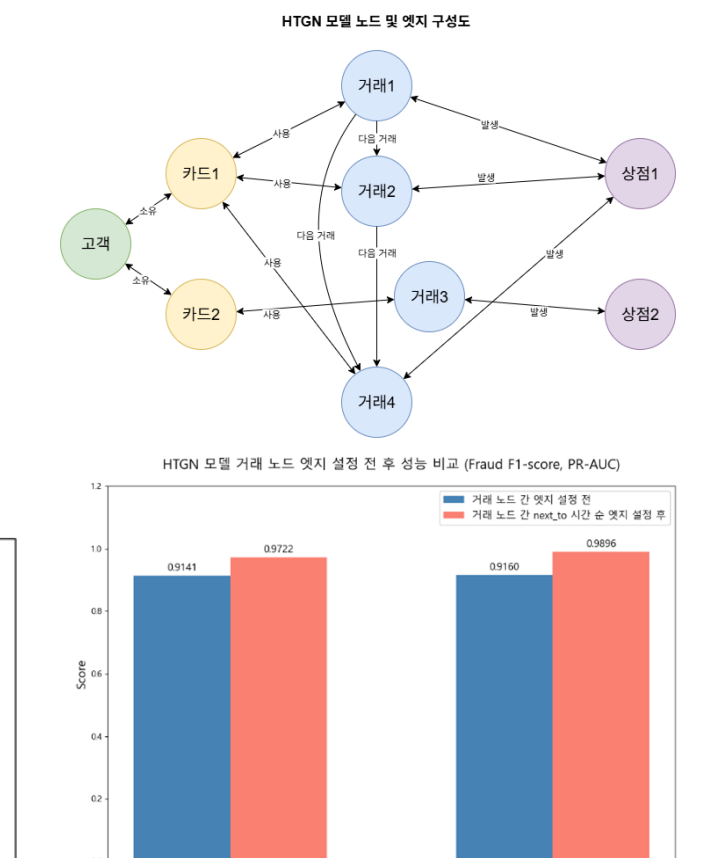 HTGN 모델 노드 및 엣지 구성도
거래1
사용
발생
다음 거래
카드1
상점1
사용
거래2
발생
소유
고객
다음 거래
다음 거래
사용
발생
소유
카드2
사용
거래3
발생
상점2
거래4
HTGN 모델 거래 노드 엣지 설정 전 후 성능 비교 (Fraud F1-score, PR-AUC)
1.2
거래 노드 간 엣지 설정 전
거래 노드 간 next_to 시간 순 엣지 설정 후
1.0
0.9141
0.9722
0.9160
0.9896
0.8
Score
0.6
0.4
0.2